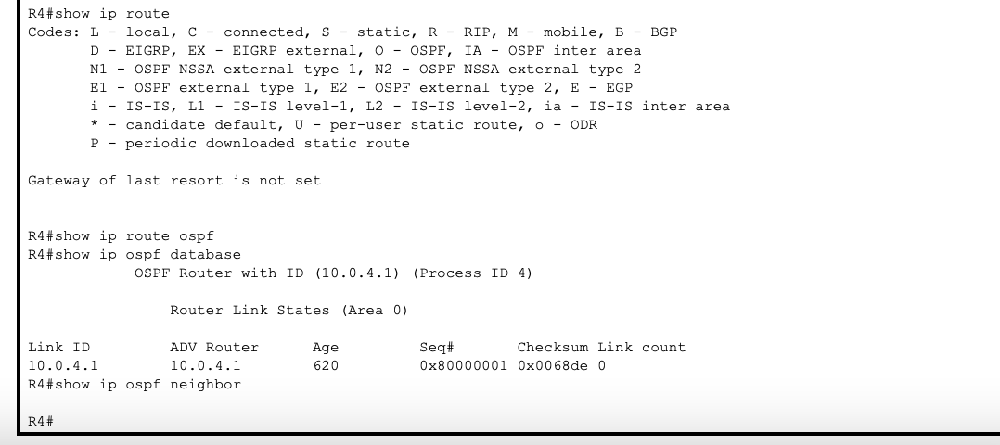 R4#show ip route
Codes: L - local, C - connected, S - static, R - RIP, M - mobile, B - BGP
D - EIGRP, EX - EIGRP external, O - OSPF, IA - OSPF inter area
N1 - OSPF NSSA external type 1, N2 - OSPF NSSA external type 2
E1 - OSPF external type 1, E2 - OSPF external type 2, E - EGP
i - IS-IS, L1 - IS-IS level-1, L2 - IS-IS level-2, ia - IS-IS inter area
* - candidate default, U - per-user static route, o - ODR
P - periodic downloaded static route
Gateway of last resort is not set
R4#show ip route ospf
R4#show ip ospf database
OSPF Router with ID (10.0.4.1) (Process ID 4)
Router Link States (Area 0)
Link ID ADV Router Age Seq# Checksum Link count
10.0.4.1 10.0.4.1 620 0x80000001 0x0068de 0
R4#show ip ospf neighbor
R4#